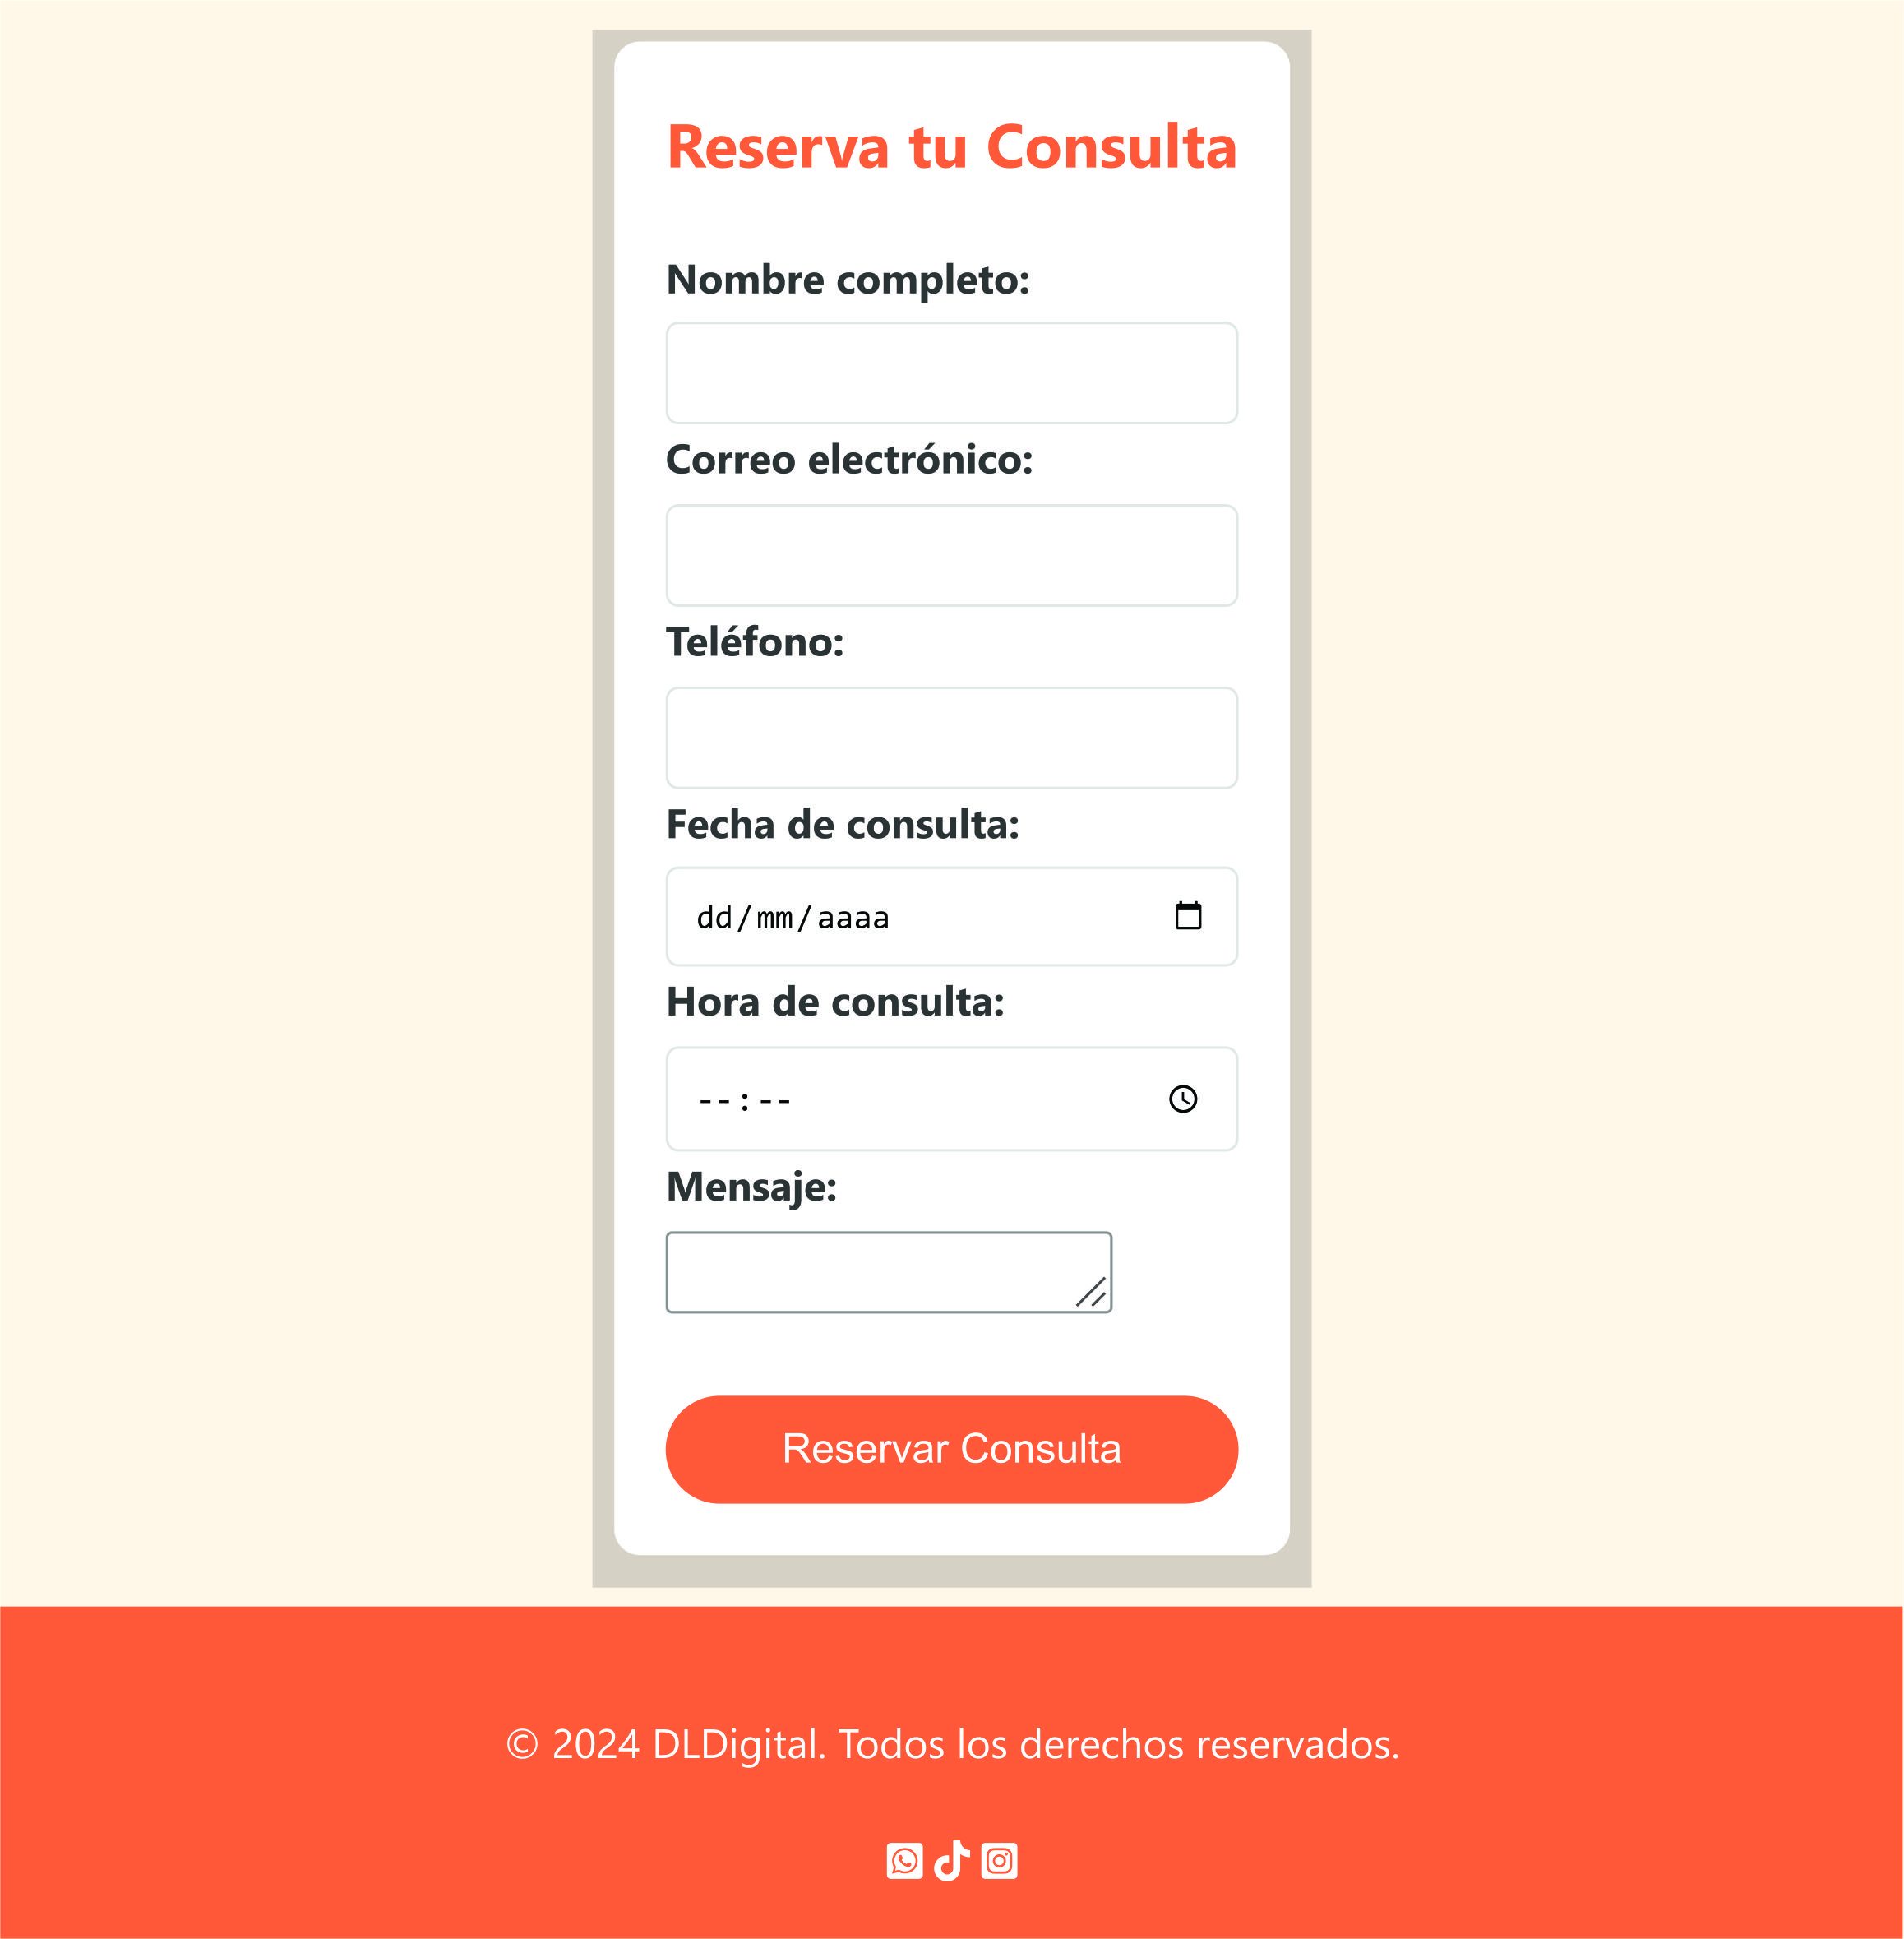 Reserva tu Consulta
Nombre completo:
Correo electrónico:
Teléfono:
Fecha de consulta:
dd/mm/aaaa
Hora de consulta:
--:--
Mensaje:
Reservar Consulta
© 2024 DLDigital. Todos los derechos reservados.